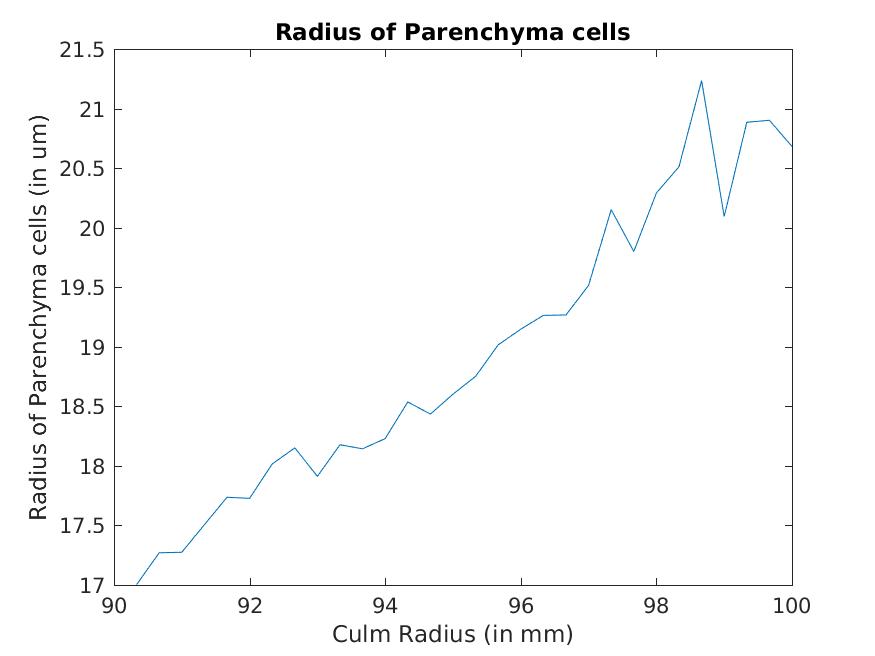 Radius of Parenchyma cells
21.5
21
20.5
20
19.5
19
18.5
18
17.5
17
Radius of Parenchyma cells (in um)
90 92 94 96 98 100
Culm Radius (in mm)